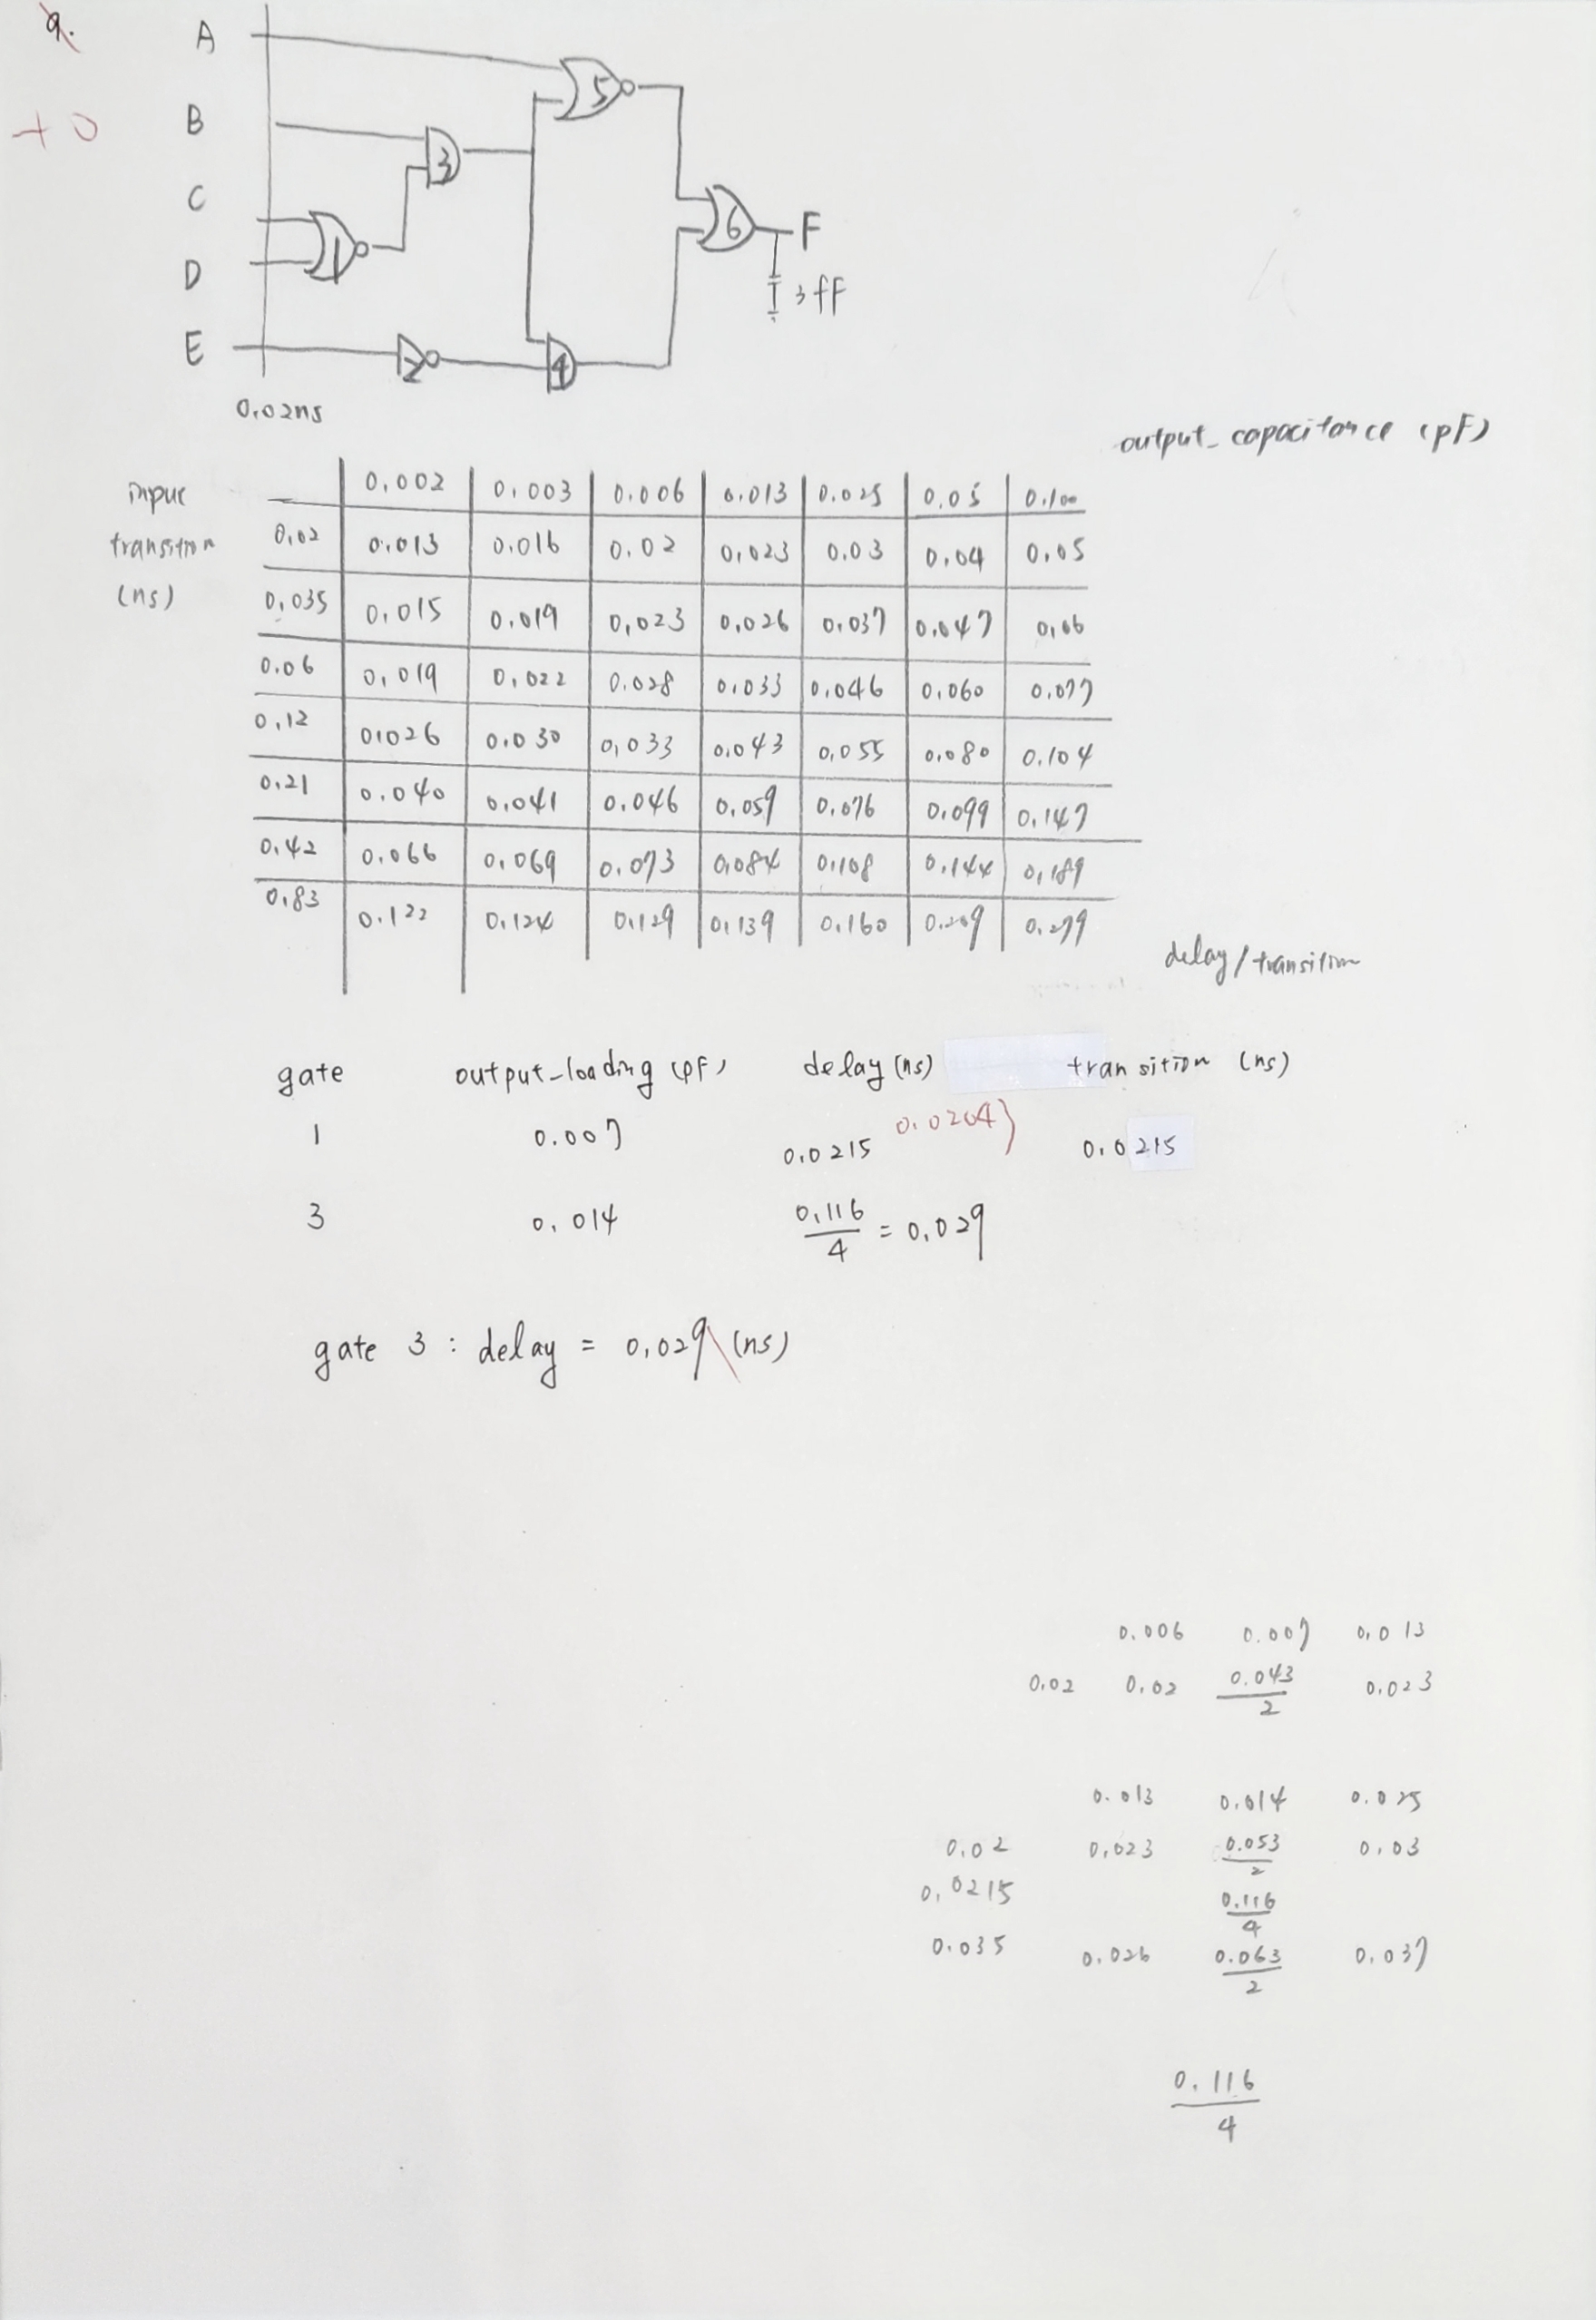 9.
+0
A
B
C
D
E
1
2
3
4
5
6
F
3fF
0.02ns
output_capacitance (pF)
input transition (ns)
0.002 0.003 0.006 0.013 0.025 0.05 0.100
0.02 0.013 0.016 0.02 0.023 0.03 0.04 0.05
0.035 0.015 0.019 0.023 0.026 0.037 0.047 0.06
0.06 0.019 0.022 0.028 0.033 0.046 0.060 0.077
0.12 0.026 0.030 0.033 0.043 0.055 0.080 0.104
0.21 0.040 0.041 0.046 0.059 0.076 0.099 0.147
0.42 0.066 0.069 0.073 0.084 0.108 0.144 0.189
0.83 0.122 0.124 0.129 0.139 0.160 0.209 0.279
delay/transition
gate output_loading (pF) delay (ns) transition (ns)
1 0.007 0.0215 0.02047 0.0215
3 0.014 0.116/4 = 0.029
gate 3 : delay = 0.029 (ns)
0.006 0.007 0.013
0.02 0.02 0.043/2 0.023
0.013 0.014 0.025
0.02 0.023 0.053/2 0.03
0.0215 0.116/4
0.035 0.026 0.063/2 0.037
0.116/4